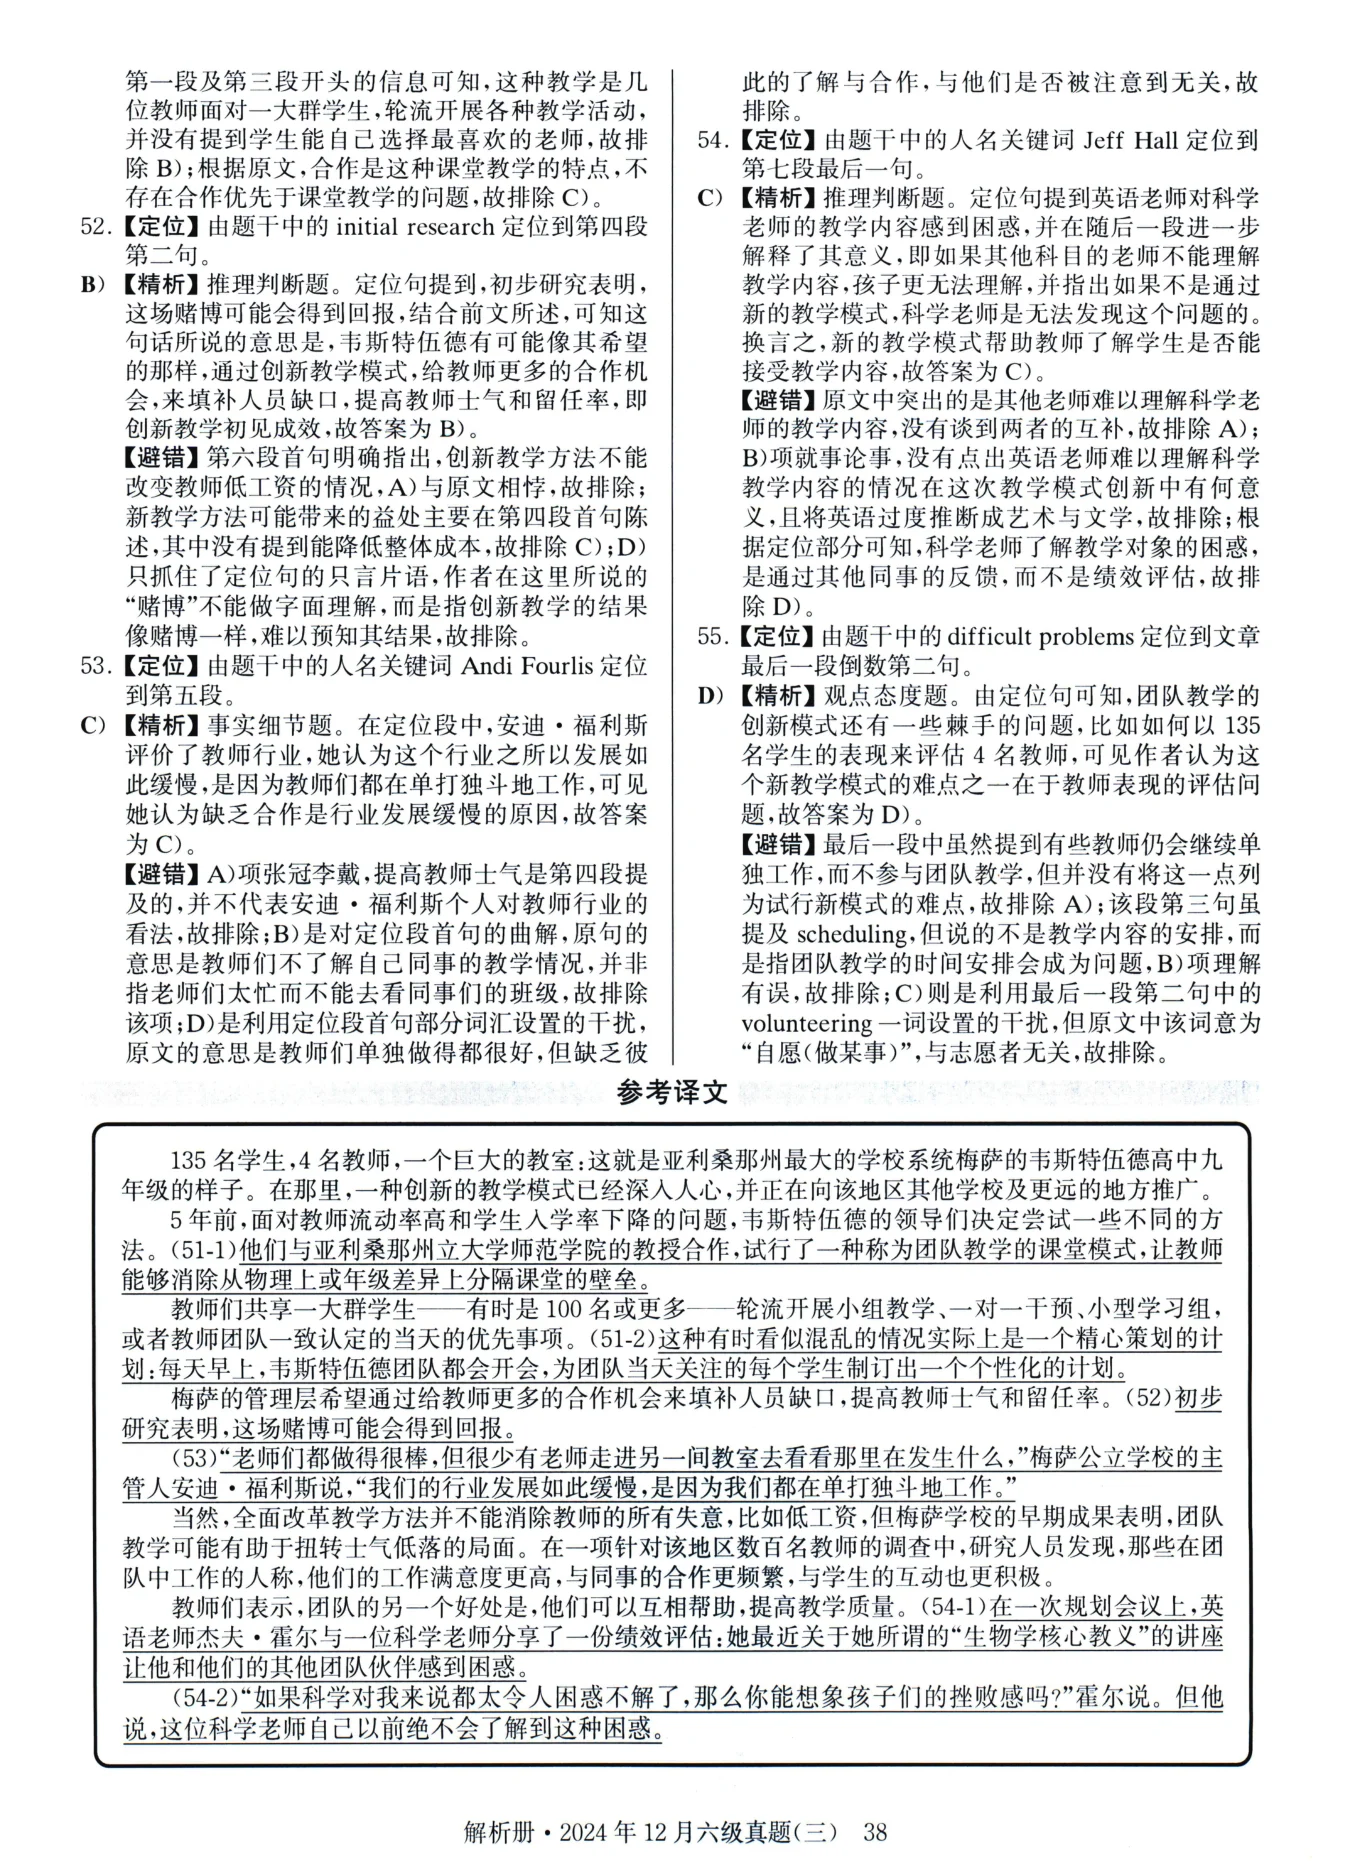 第一段及第三段开头的信息可知,这种教学是几
位教师面对一大群学生,轮流开展各种教学活动,
并没有提到学生能自己选择最喜欢的老师,故排
除 B);根据原文,合作是这种课堂教学的特点,不
存在合作优先于课堂教学的问题,故排除 C)。
52.【定位】由题干中的 initial research 定位到第四段
第二句。
B)【精析】推理判断题。定位句提到,初步研究表明,
这场赌博可能会得到回报,结合前文所述,可知这
句话所说的意思是,韦斯特伍德有可能像其希望
的那样,通过创新教学模式,给教师更多的合作机
会,来填补人员缺口,提高教师士气和留任率,即
创新教学初见成效,故答案为 B)。
【避错】第六段首句明确指出,创新教学方法不能
改变教师低工资的情况,A)与原文相悖,故排除;
新教学方法可能带来的益处主要在第四段首句陈
述,其中没有提到能降低整体成本,故排除 C);D)
只抓住了定位句的只言片语,作者在这里所说的
“赌博”不能做字面理解,而是指创新教学的结果
像赌博一样,难以预知其结果,故排除。
53.【定位】由题干中的人名关键词 Andi Fourlis 定位
到第五段。
C)【精析】事实细节题。在定位段中,安迪·福利斯
评价了教师行业,她认为这个行业之所以发展如
此缓慢,是因为教师们都在单打独斗地工作,可见
她认为缺乏合作是行业发展缓慢的原因,故答案
为 C)。
【避错】A)项张冠李戴,提高教师士气是第四段提
及的,并不代表安迪·福利斯个人对教师行业的
看法,故排除;B)是对定位段首句的曲解,原句的
意思是教师们不了解自己同事的教学情况,并非
指老师们太忙而不能去看同事们的班级,故排除
该项;D)是利用定位段首句部分词汇设置的干扰,
原文的意思是教师们单独做得都很好,但缺乏彼
此的了解与合作,与他们是否被注意到无关,故
排除。
54.【定位】由题干中的人名关键词 Jeff Hall 定位到
第七段最后一句。
C)【精析】推理判断题。定位句提到英语老师对科学
老师的教学内容感到困惑,并在随后一段进一步
解释了其意义,即如果其他科目的老师不能理解
教学内容,孩子更无法理解,并指出如果不是通过
新的教学模式,科学老师是无法发现这个问题的。
换言之,新的教学模式帮助教师了解学生是否能
接受教学内容,故答案为 C)。
【避错】原文中突出的是其他老师难以理解科学老
师的教学内容,没有谈到两者的互补,故排除 A);
B)项就事论事,没有点出英语老师难以理解科学
教学内容的情况在这次教学模式创新中有何意
义,且将英语过度推断成艺术与文学,故排除;根
据定位部分可知,科学老师了解教学对象的困惑,
是通过其他同事的反馈,而不是绩效评估,故排
除 D)。
55.【定位】由题干中的 difficult problems 定位到文章
最后一段倒数第二句。
D)【精析】观点态度题。由定位句可知,团队教学的
创新模式还有一些棘手的问题,比如如何以 135
名学生的表现来评估 4 名教师,可见作者认为这
个新教学模式的难点之一在于教师表现的评估问
题,故答案为 D)。
【避错】最后一段中虽然提到有些教师仍会继续单
独工作,而不参与团队教学,但并没有将这一点列
为试行新模式的难点,故排除 A);该段第三句虽
提及 scheduling,但说的不是教学内容的安排,而
是指团队教学的时间安排会成为问题,B)项理解
有误,故排除;C)则是利用最后一段第二句中的
volunteering 一词设置的干扰,但原文中该词意为
“自愿(做某事)”,与志愿者无关,故排除。
参考译文
135 名学生,4 名教师,一个巨大的教室:这就是亚利桑那州最大的学校系统梅萨的韦斯特伍德高中九
年级的样子。在那里,一种创新的教学模式已经深入人心,并正在向该地区其他学校及更远的地方推广。
5 年前,面对教师流动率高和学生入学率下降的问题,韦斯特伍德的领导们决定尝试一些不同的方
法。(51-1)他们与亚利桑那州立大学师范学院的教授合作,试行了一种称为团队教学的课堂模式,让教师
能够消除从物理上或年级差异上分隔课堂的壁垒。
教师们共享一大群学生——有时是 100 名或更多——轮流开展小组教学、一对一干预、小型学习组,
或者教师团队一致认定的当天的优先事项。(51-2)这种有时看似混乱的情况实际上是一个精心策划的计
划:每天早上,韦斯特伍德团队都会开会,为团队当天关注的每个学生制订出一个个性化的计划。
梅萨的管理层希望通过给教师更多的合作机会来填补人员缺口,提高教师士气和留任率。(52)初步
研究表明,这场赌博可能会得到回报。
(53)“老师们都做得很棒,但很少有老师走进另一间教室去看看那里在发生什么,”梅萨公立学校的主
管人安迪·福利斯说,“我们的行业发展如此缓慢,是因为我们都在单打独斗地工作。”
当然,全面改革教学方法并不能消除教师的所有失意,比如低工资,但梅萨学校的早期成果表明,团队
教学可能有助于扭转士气低落的局面。在一项针对该地区数百名教师的调查中,研究人员发现,那些在团
队中工作的人称,他们的工作满意度更高,与同事的合作更频繁,与学生的互动也更积极。
教师们表示,团队的另一个好处是,他们可以互相帮助,提高教学质量。(54-1)在一次规划会议上,英
语老师杰夫·霍尔与一位科学老师分享了一份绩效评估:她最近关于她所谓的“生物学核心教义”的讲座
让他和他们的其他团队伙伴感到困惑。
(54-2)“如果科学对我来说都太令人困惑不解了,那么你能想象孩子们的挫败感吗?”霍尔说。但他
说,这位科学老师自己以前绝不会了解到这种困惑。
解析册·2024 年 12 月六级真题(三) 38